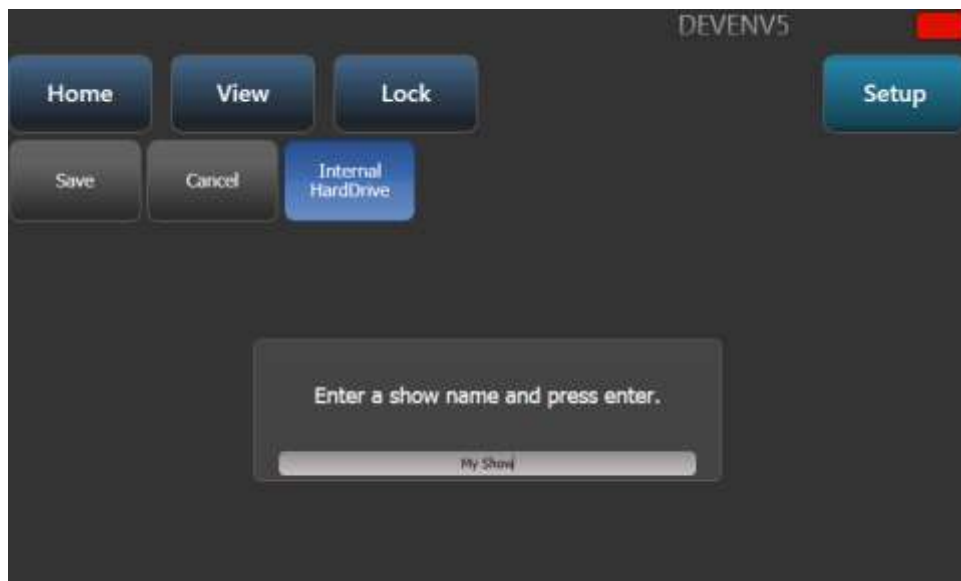 DEVENV5
Home View Lock Setup
Save Cancel Internal
HardDrive
Enter a show name and press enter.
My Show